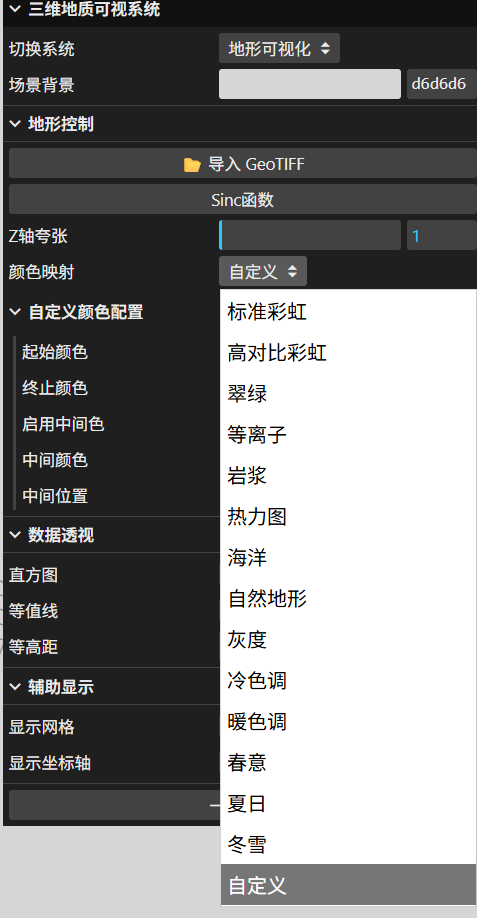 三维地质可视系统
切换系统 地形可视化
场景背景 d6d6d6
地形控制
导入 GeoTIFF
Sinc函数
Z轴夸张 1
颜色映射 自定义
自定义颜色配置
起始颜色
终止颜色
启用中间色
中间颜色
中间位置
数据透视
直方图
等值线
等高距
辅助显示
显示网格
显示坐标轴
标准彩虹
高对比彩虹
翠绿
等离子
岩浆
热力图
海洋
自然地形
灰度
冷色调
暖色调
春意
夏日
冬雪
自定义